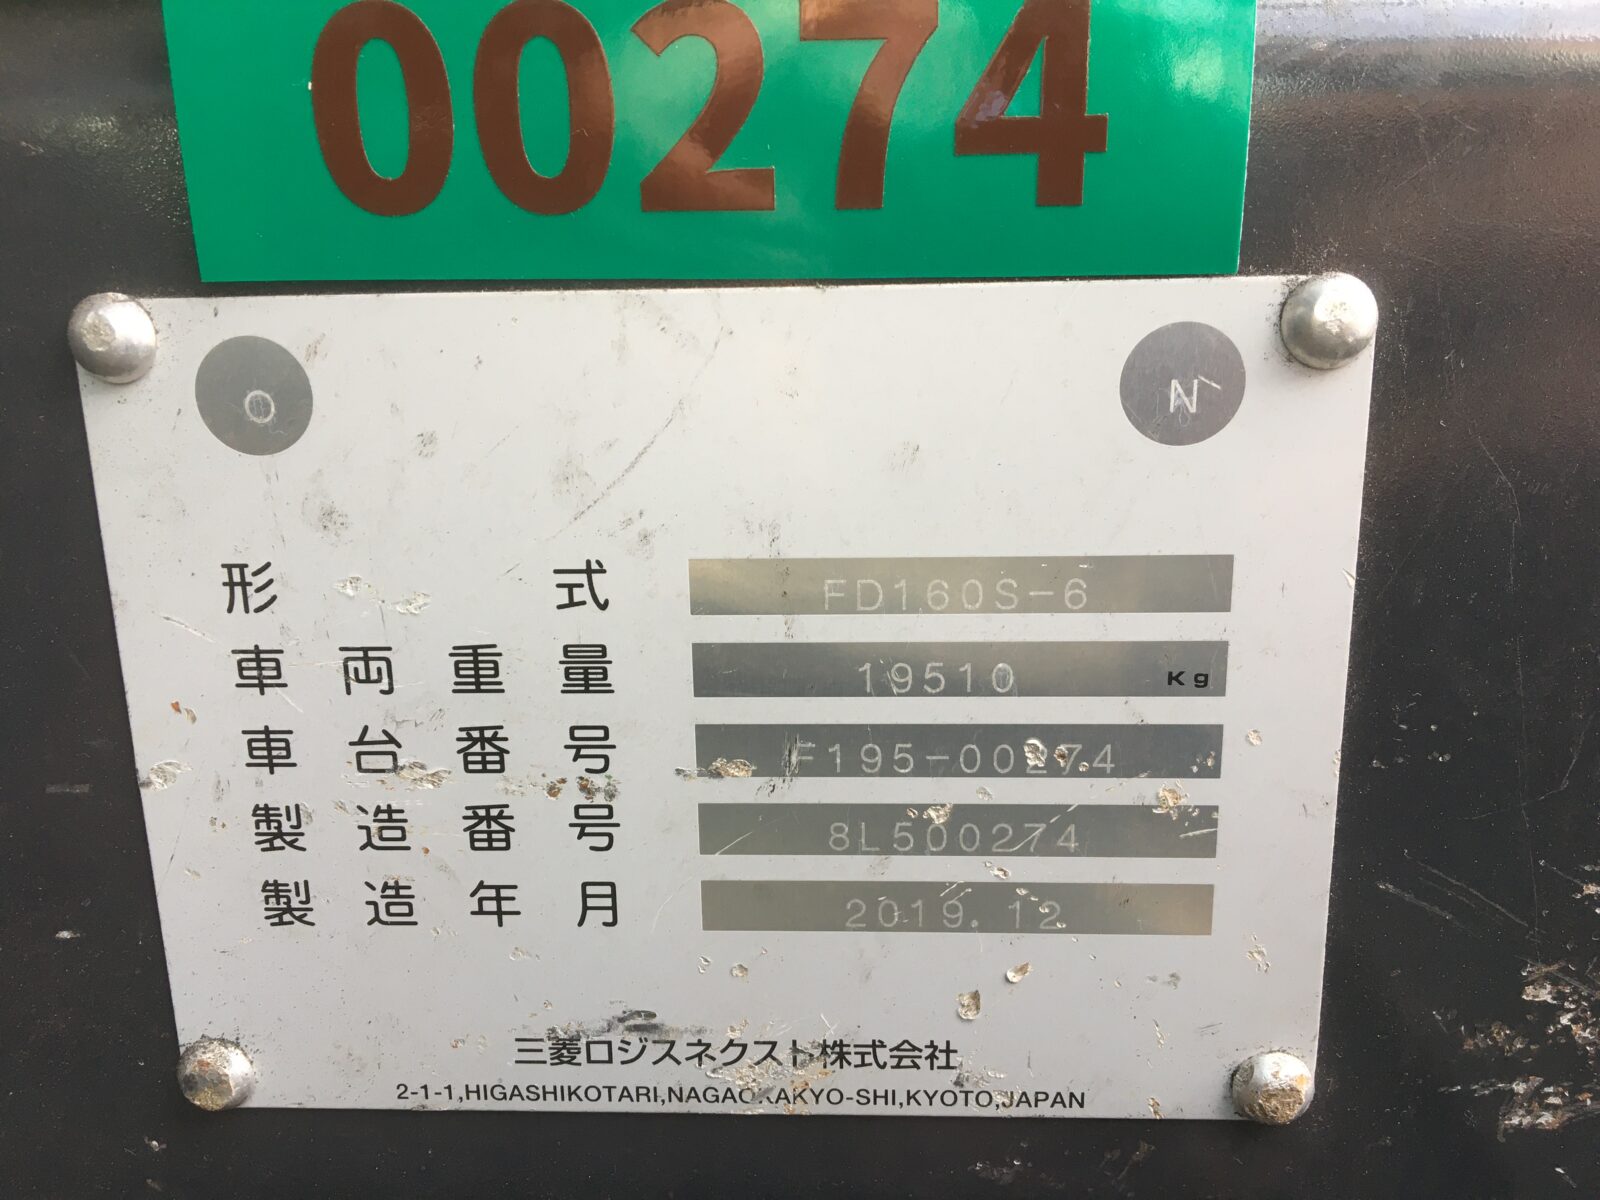 00274
O N
形式 FD160S-6
車両重量 19510 Kg
車台番号 F195-00274
製造番号 8L500274
製造年月 2019.12
三菱ロジスネクスト株式会社
2-1-1,HIGASHIKOTARI,NAGAOKAKYO-SHI,KYOTO,JAPAN